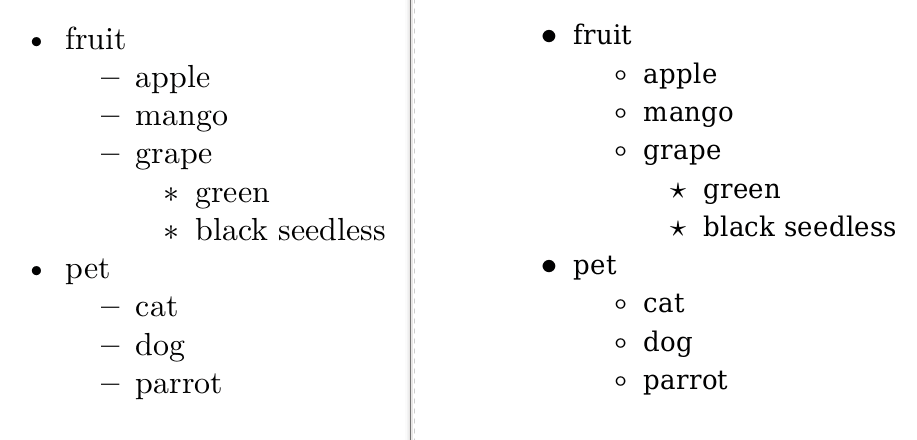 • fruit
– apple
– mango
– grape
∗ green
∗ black seedless
• pet
– cat
– dog
– parrot
● fruit
○ apple
○ mango
○ grape
⋆ green
⋆ black seedless
● pet
○ cat
○ dog
○ parrot